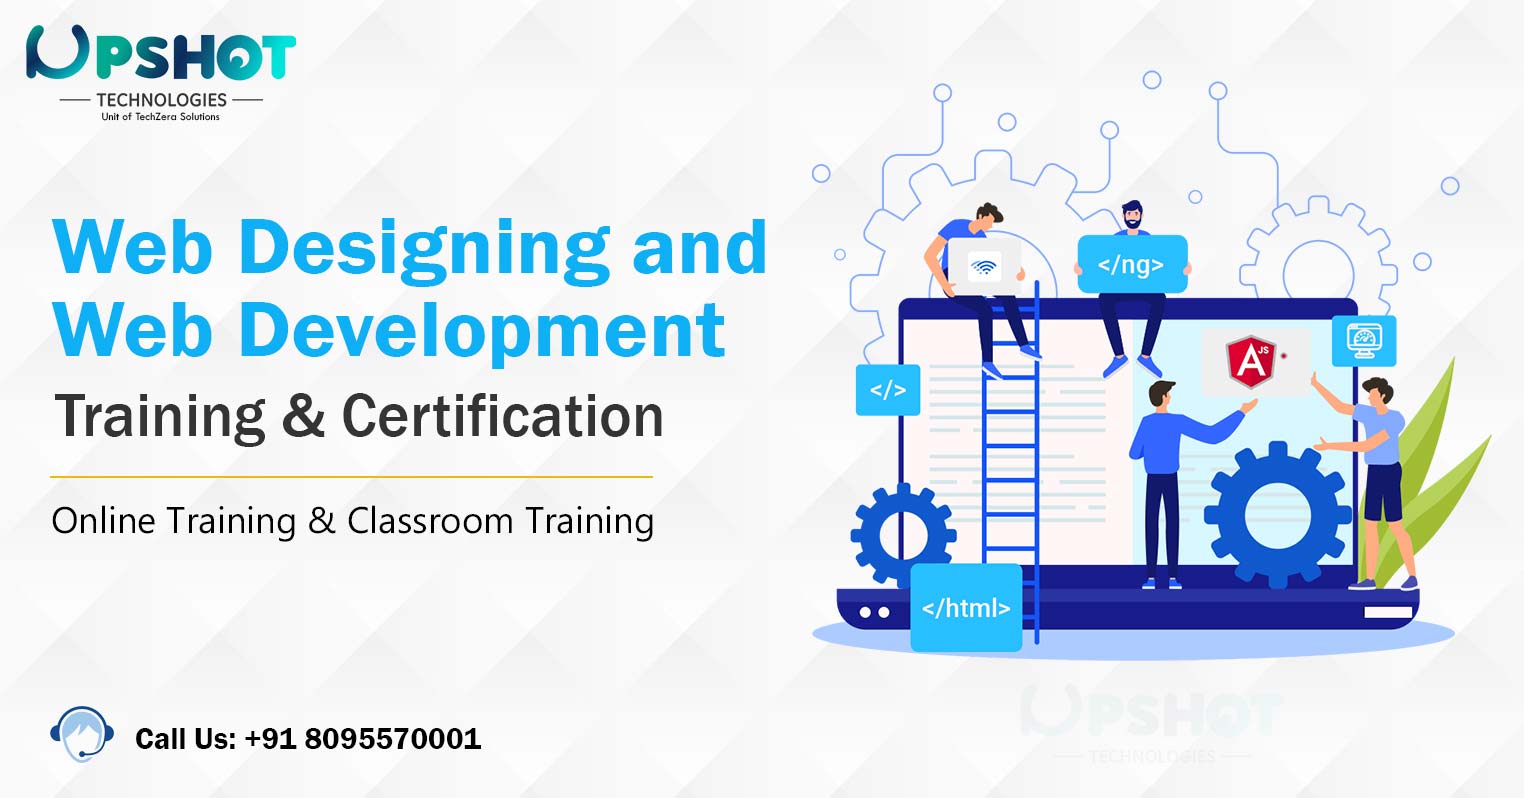 UPSHOT
TECHNOLOGIES
Unit of TechZera Solutions
Web Designing and
Web Development
Training & Certification
Online Training & Classroom Training
Call Us: +91 8095570001
</ng>
AJS
</>
</html>
UPSHOT
TECHNOLOGIES